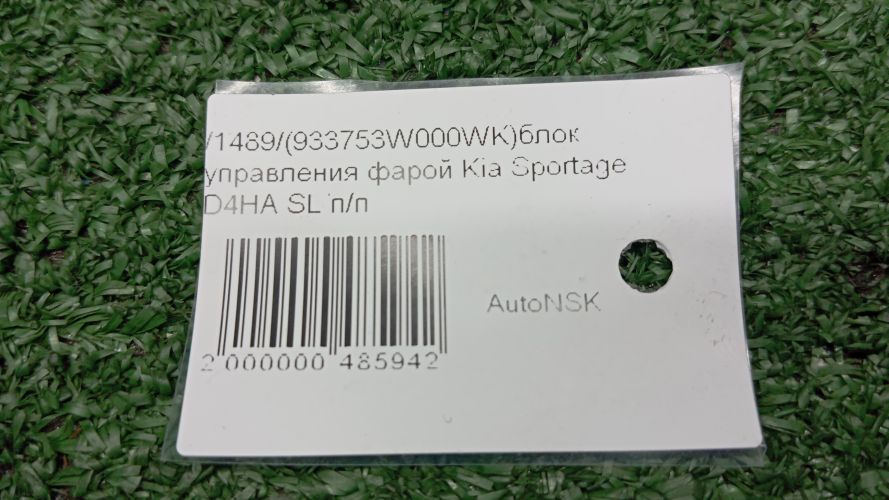 /1489/(933753W000WK)блок
управления фарой Kia Sportage
D4HA SL п/п
AutoNSK
2 000000 485942